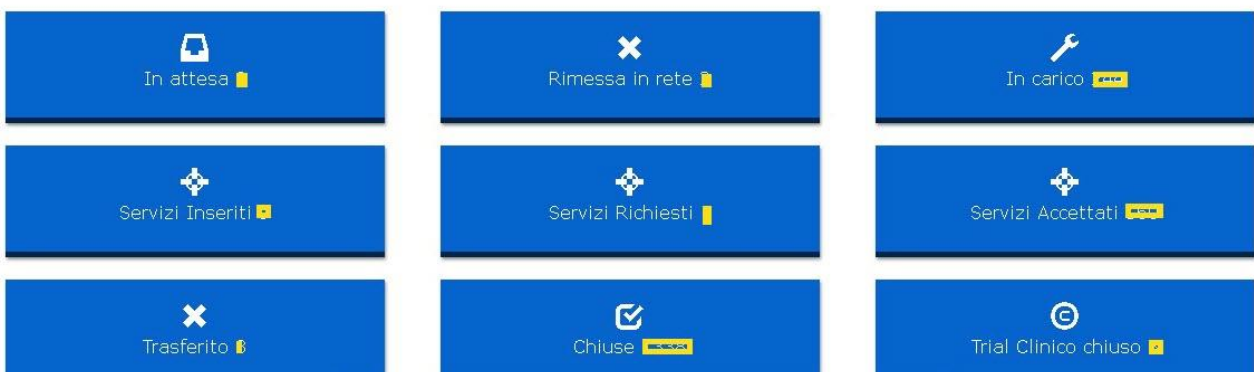 In attesa
Rimessa in rete
In carico
Servizi Inseriti
Servizi Richiesti
Servizi Accettati
Trasferito
Chiuse
Trial Clinico chiuso